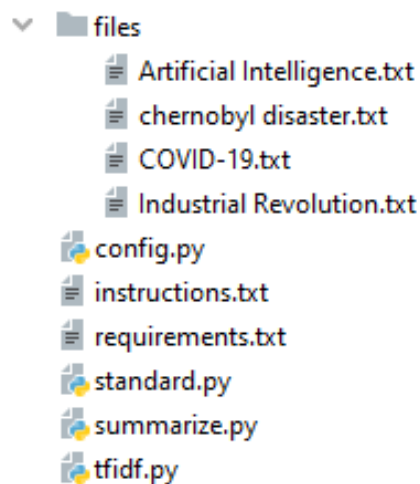 files
Artificial Intelligence.txt
chernobyl disaster.txt
COVID-19.txt
Industrial Revolution.txt
config.py
instructions.txt
requirements.txt
standard.py
summarize.py
tfidf.py